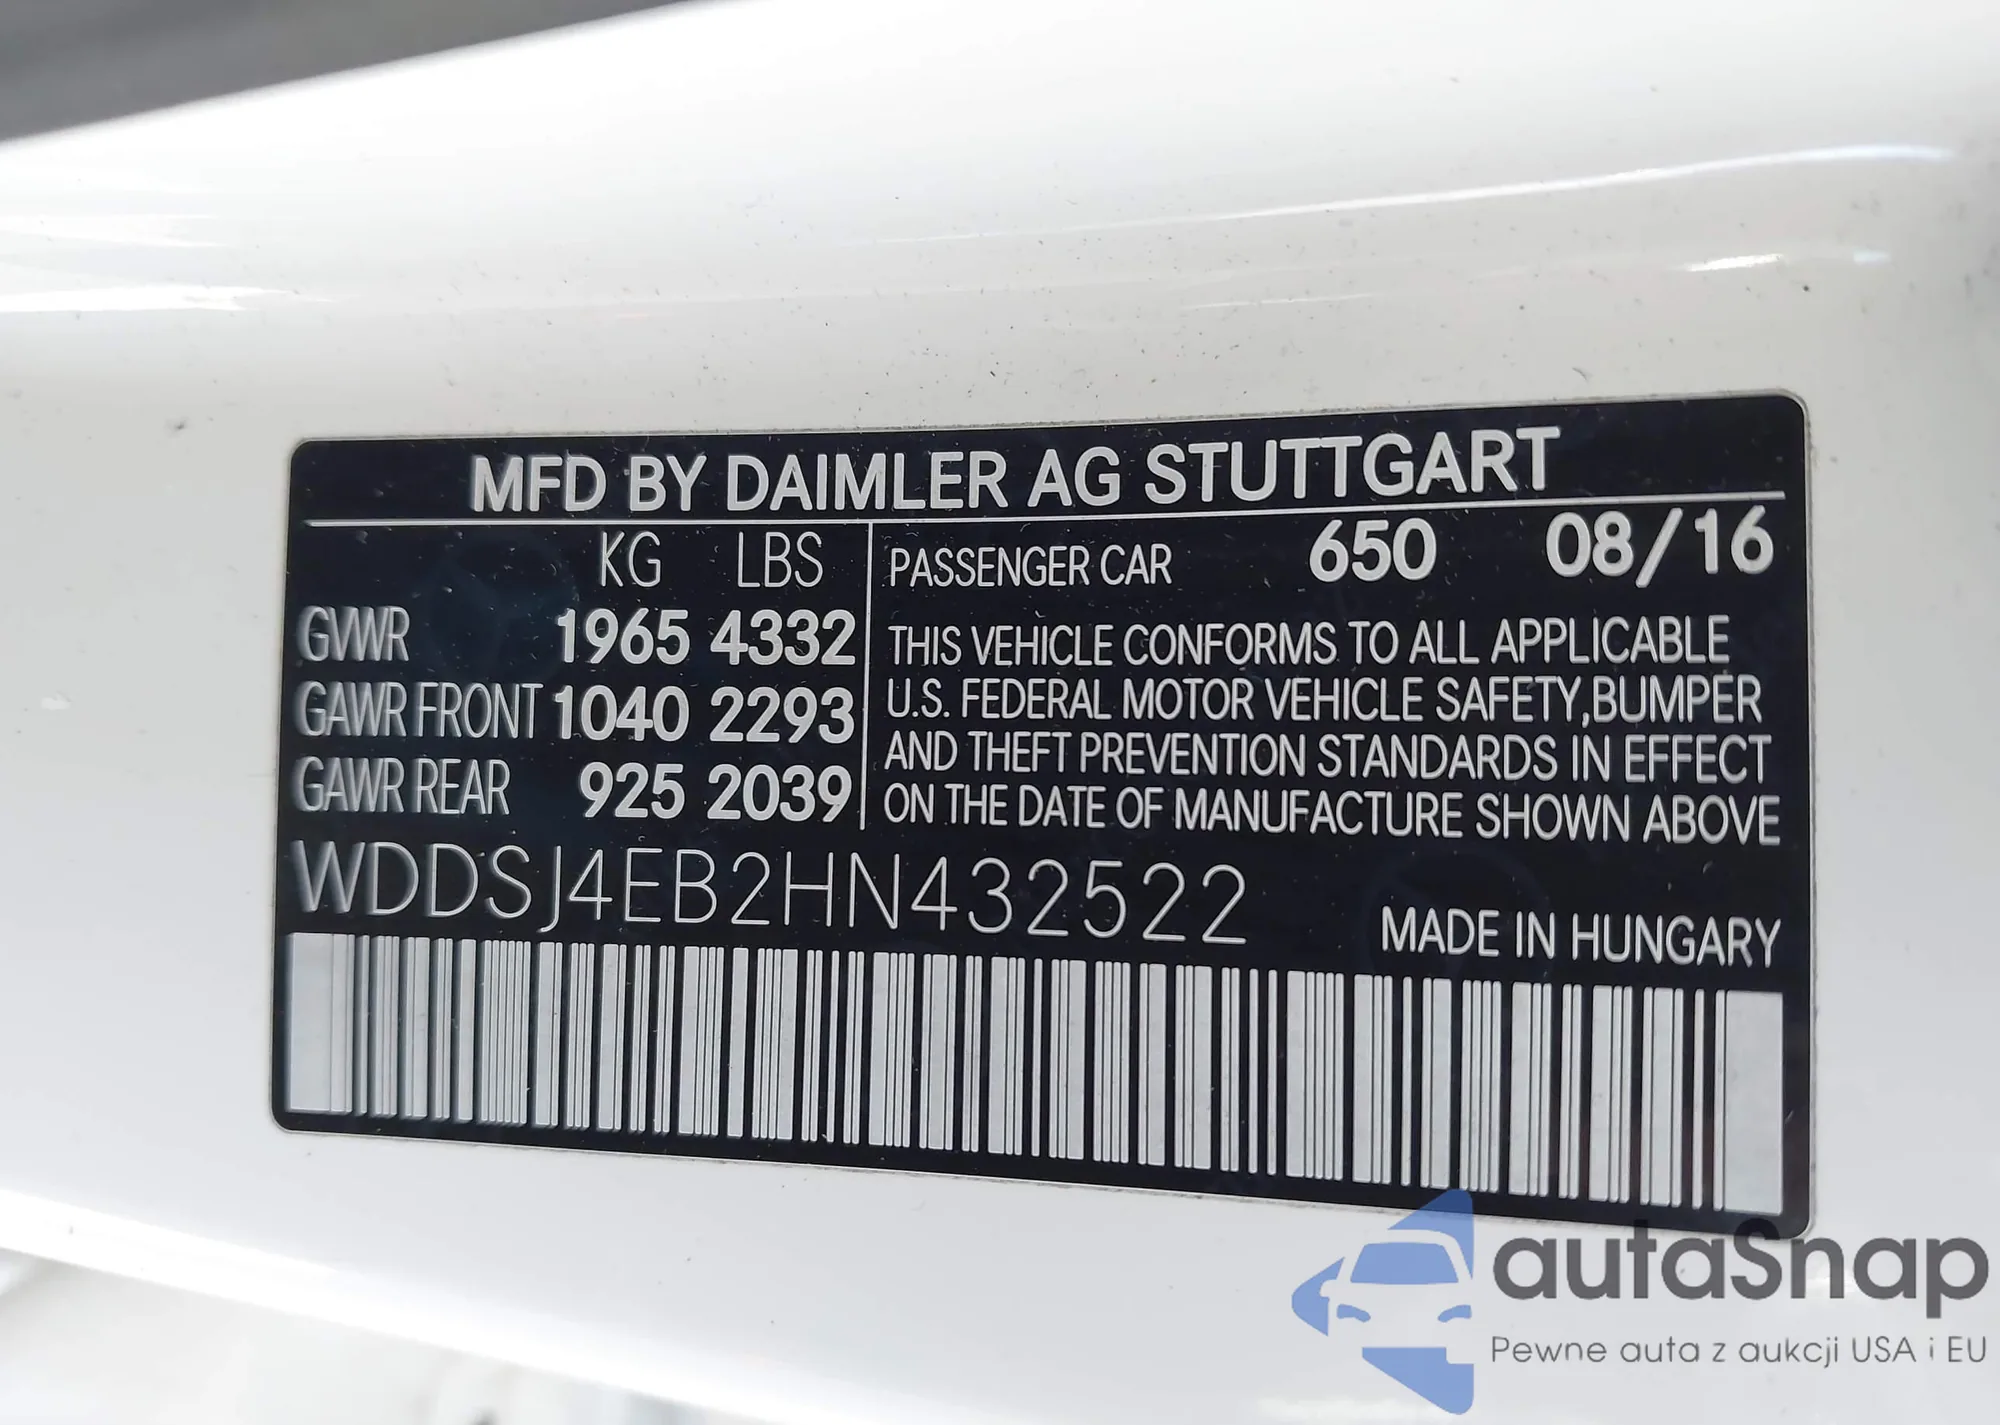 MFD BY DAIMLER AG STUTTGART
KG LBS
GVWR 1965 4332
GAWR FRONT 1040 2293
GAWR REAR 925 2039
PASSENGER CAR 650 08/16
THIS VEHICLE CONFORMS TO ALL APPLICABLE
U.S. FEDERAL MOTOR VEHICLE SAFETY,BUMPER
AND THEFT PREVENTION STANDARDS IN EFFECT
ON THE DATE OF MANUFACTURE SHOWN ABOVE
WDDSJ4EB2HN432522
MADE IN HUNGARY
autaSnap
Pewne auta z aukcji USA i EU